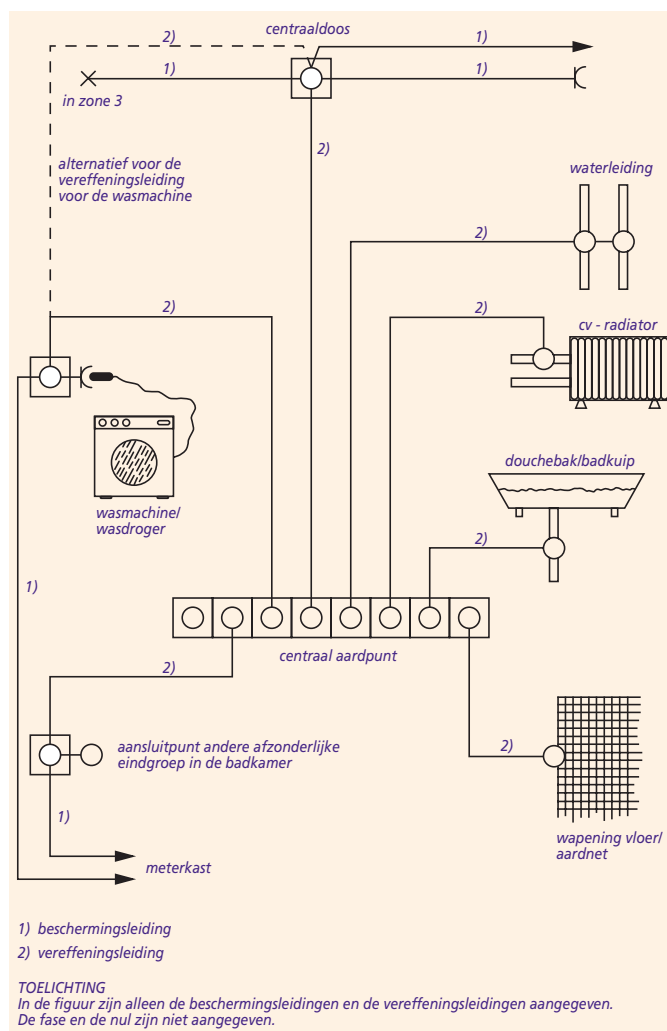 centraaldoos
2)
1)
1)
1)
in zone 3
2)
alternatief voor de
vereffeningsleiding
voor de wasmachine
waterleiding
2)
2)
2)
cv - radiator
douchebak/badkuip
wasmachine/
wasdroger
2)
1)
centraal aardpunt
2)
aansluitpunt andere afzonderlijke
eindgroep in de badkamer
2)
1)
wapening vloer/
aardnet
meterkast
1) beschermingsleiding
2) vereffeningsleiding
TOELICHTING
In de figuur zijn alleen de beschermingsleidingen en de vereffeningsleidingen aangegeven.
De fase en de nul zijn niet aangegeven.